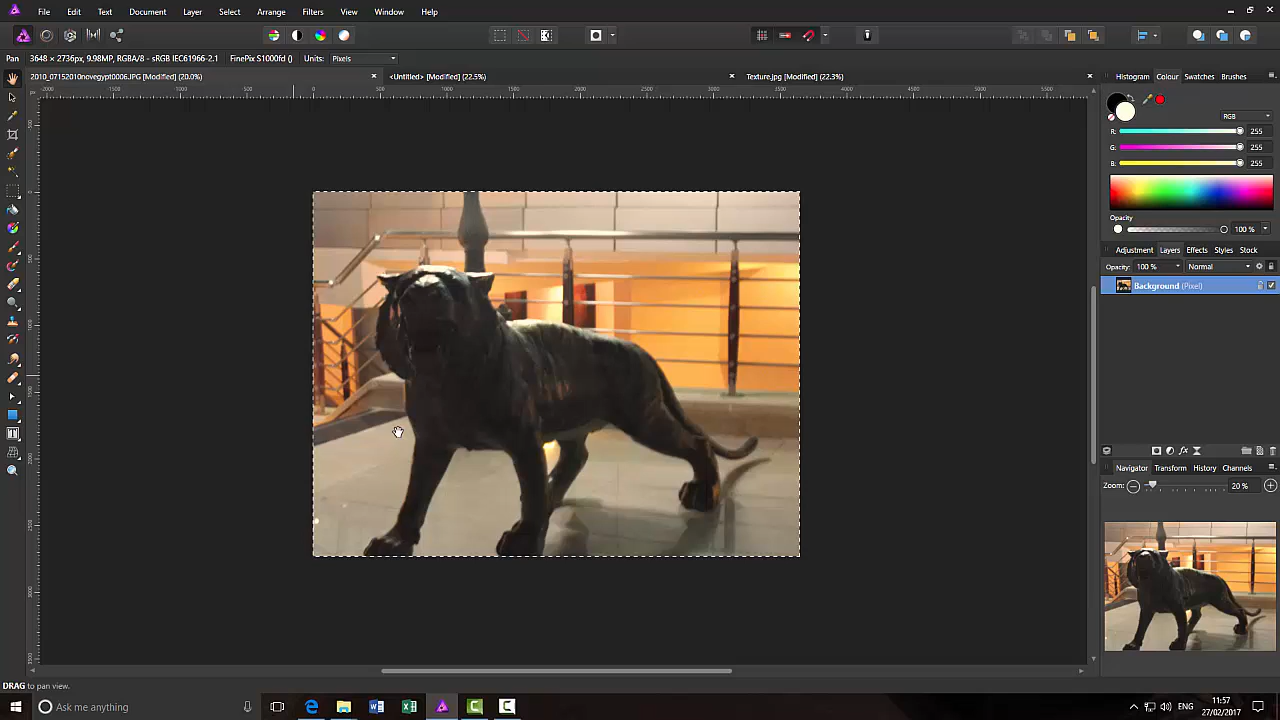 File Edit Text Document Layer Select Arrange Filters View Window Help
Pan 3648 × 2736px, 9.98MP, RGBA/8 - sRGB IEC61966-2.1 FinePix S1000fd () Units: Pixels
2010_07152010novegypt0006.JPG [Modified] (20.0%) <Untitled> [Modified] (22.5%) Texture.jpg [Modified] (22.3%)
Histogram Colour Swatches Brushes
RGB
R: 255
G: 255
B: 255
Opacity
100 %
Adjustment Layers Effects Styles Stock
Opacity: 100 % Normal
Background (Pixel)
Navigator Transform History Channels
Zoom: 20 %
DRAG to pan view.
Ask me anything
ENG
11:57
27/02/2017